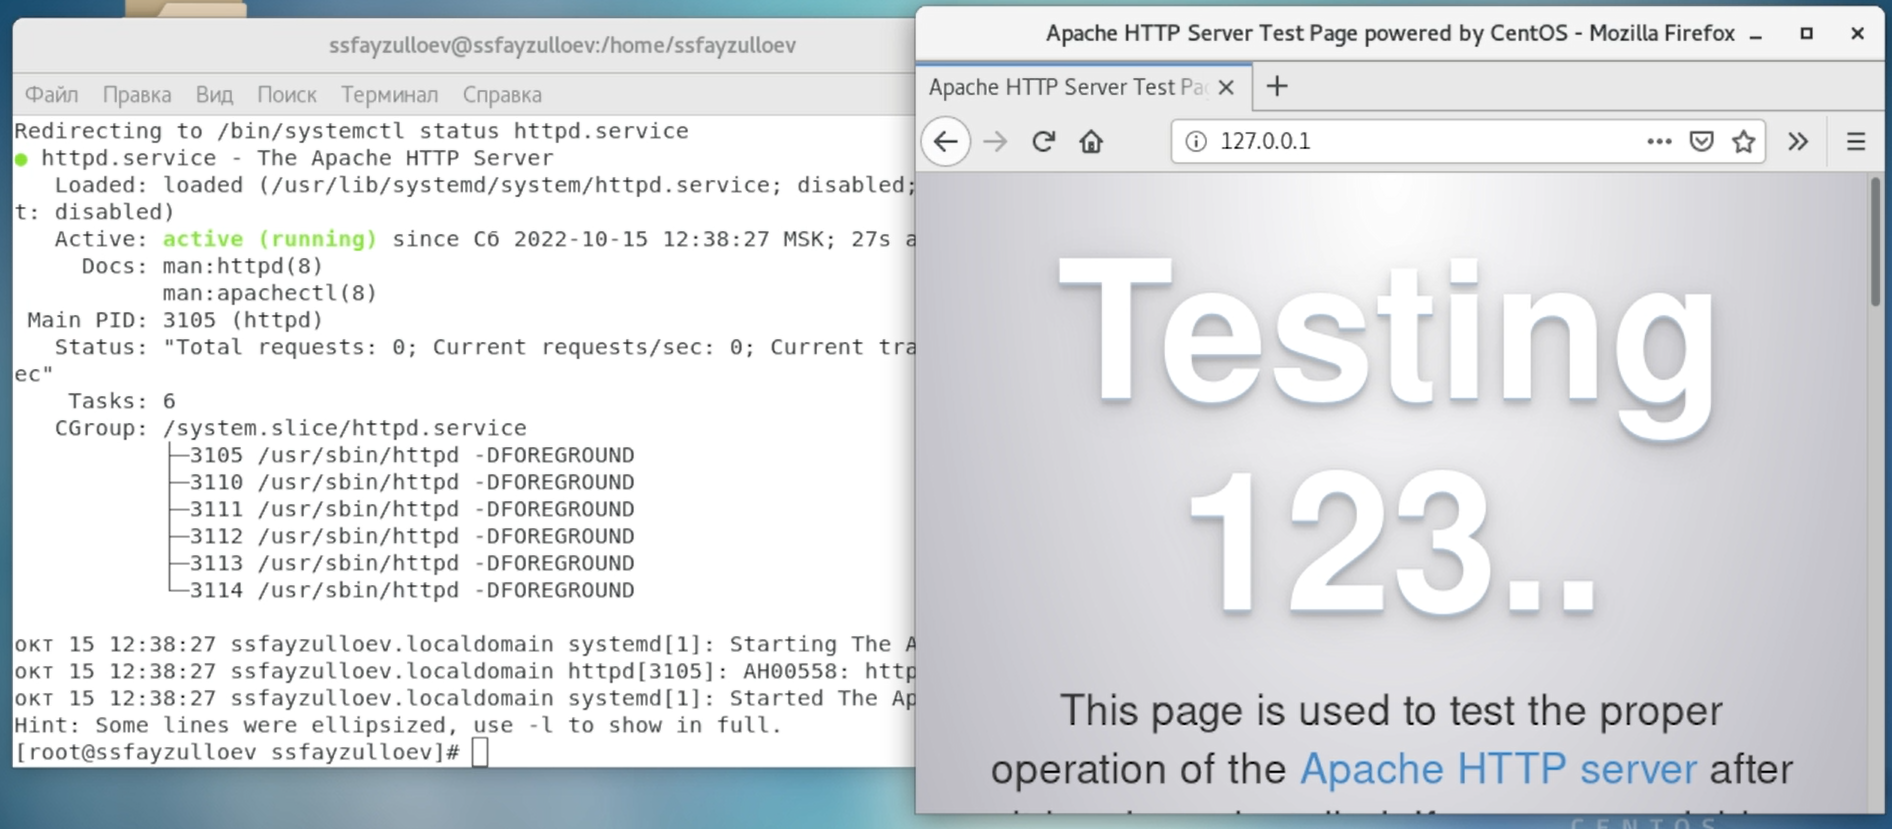 ssfayzulloev@ssfayzulloev:/home/ssfayzulloev
Файл Правка Вид Поиск Терминал Справка
Redirecting to /bin/systemctl status httpd.service
● httpd.service - The Apache HTTP Server
Loaded: loaded (/usr/lib/systemd/system/httpd.service; disabled;
t: disabled)
Active: active (running) since Сб 2022-10-15 12:38:27 MSK; 27s a
Docs: man:httpd(8)
man:apachectl(8)
Main PID: 3105 (httpd)
Status: "Total requests: 0; Current requests/sec: 0; Current tra
ec"
Tasks: 6
CGroup: /system.slice/httpd.service
├─3105 /usr/sbin/httpd -DFOREGROUND
├─3110 /usr/sbin/httpd -DFOREGROUND
├─3111 /usr/sbin/httpd -DFOREGROUND
├─3112 /usr/sbin/httpd -DFOREGROUND
├─3113 /usr/sbin/httpd -DFOREGROUND
└─3114 /usr/sbin/httpd -DFOREGROUND
окт 15 12:38:27 ssfayzulloev.localdomain systemd[1]: Starting The A
окт 15 12:38:27 ssfayzulloev.localdomain httpd[3105]: AH00558: http
окт 15 12:38:27 ssfayzulloev.localdomain systemd[1]: Started The Ap
Hint: Some lines were ellipsized, use -l to show in full.
[root@ssfayzulloev ssfayzulloev]#
Apache HTTP Server Test Page powered by CentOS - Mozilla Firefox
Apache HTTP Server Test Pa
127.0.0.1
Testing
123..
This page is used to test the proper
operation of the Apache HTTP server after
CENTOS